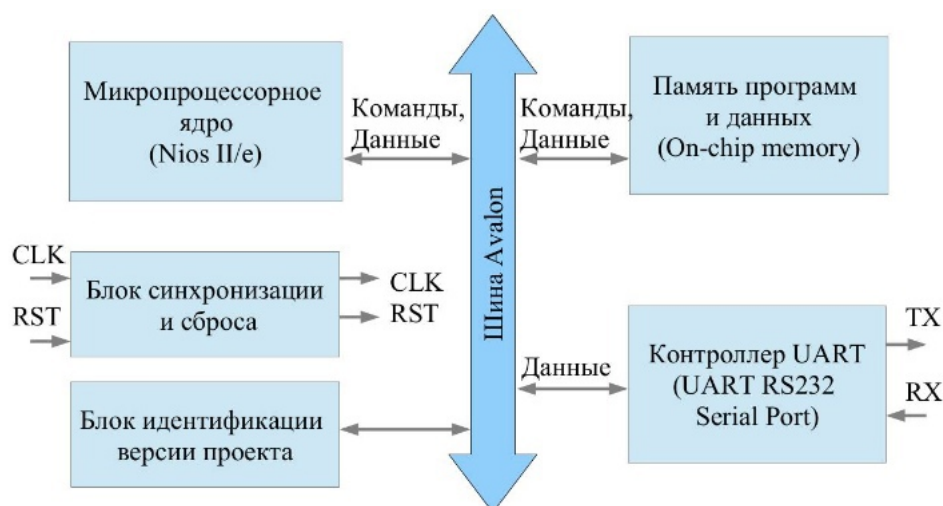 Микропроцессорное
ядро
(Nios II/e)
Команды,
Данные
Шина Avalon
Команды,
Данные
Память программ
и данных
(On-chip memory)
CLK
RST
Блок синхронизации
и сброса
CLK
RST
Блок идентификации
версии проекта
Данные
Контроллер UART
(UART RS232
Serial Port)
TX
RX